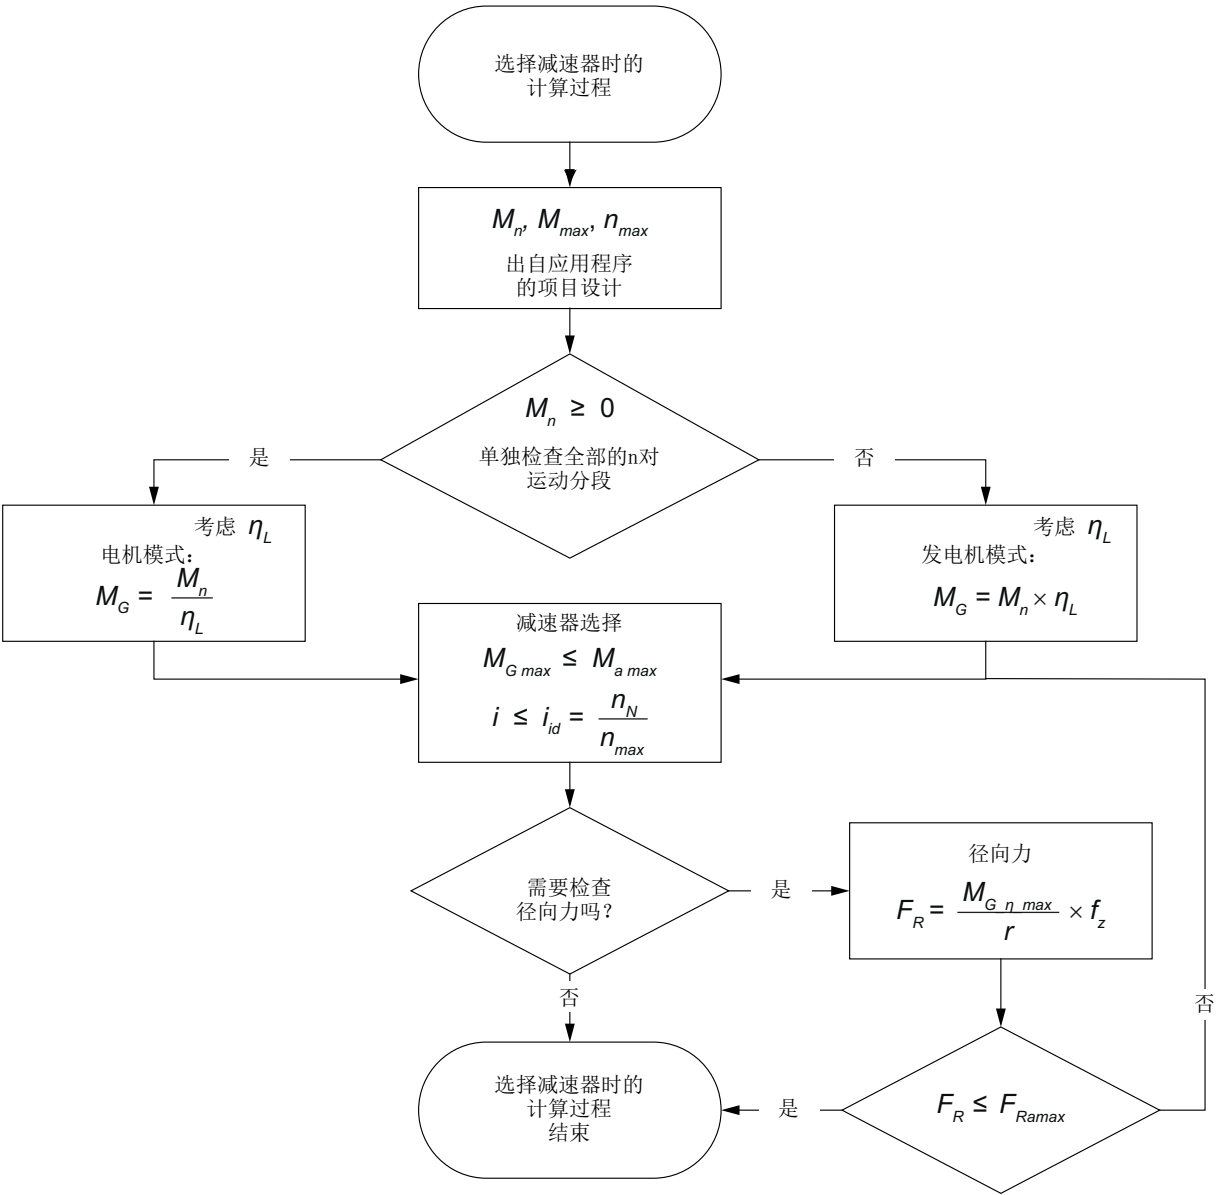 选择减速器时的
计算过程
M_n, M_max, n_max
出自应用程序
的项目设计
M_n ≥ 0
单独检查全部的n对
运动分段
是
否
考虑 η_L
电机模式：
M_G = M_n / η_L
考虑 η_L
发电机模式：
M_G = M_n × η_L
减速器选择
M_G max ≤ M_a max
i ≤ i_id = n_N / n_max
需要检查
径向力吗？
是
径向力
F_R = M_G_η_max / r × f_z
否
否
选择减速器时的
计算过程
结束
是
F_R ≤ F_Ramax